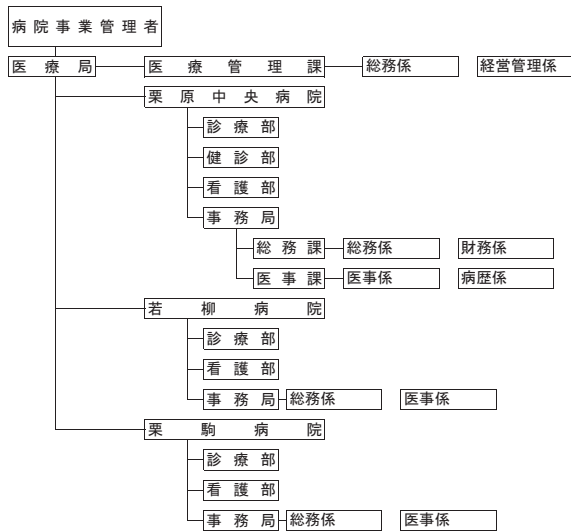 病院事業管理者
医療局 医療管理課 総務係 経営管理係
栗原中央病院
診療部
健診部
看護部
事務局
総務課 総務係 財務係
医事課 医事係 病歴係
若柳病院
診療部
看護部
事務局 総務係 医事係
栗駒病院
診療部
看護部
事務局 総務係 医事係